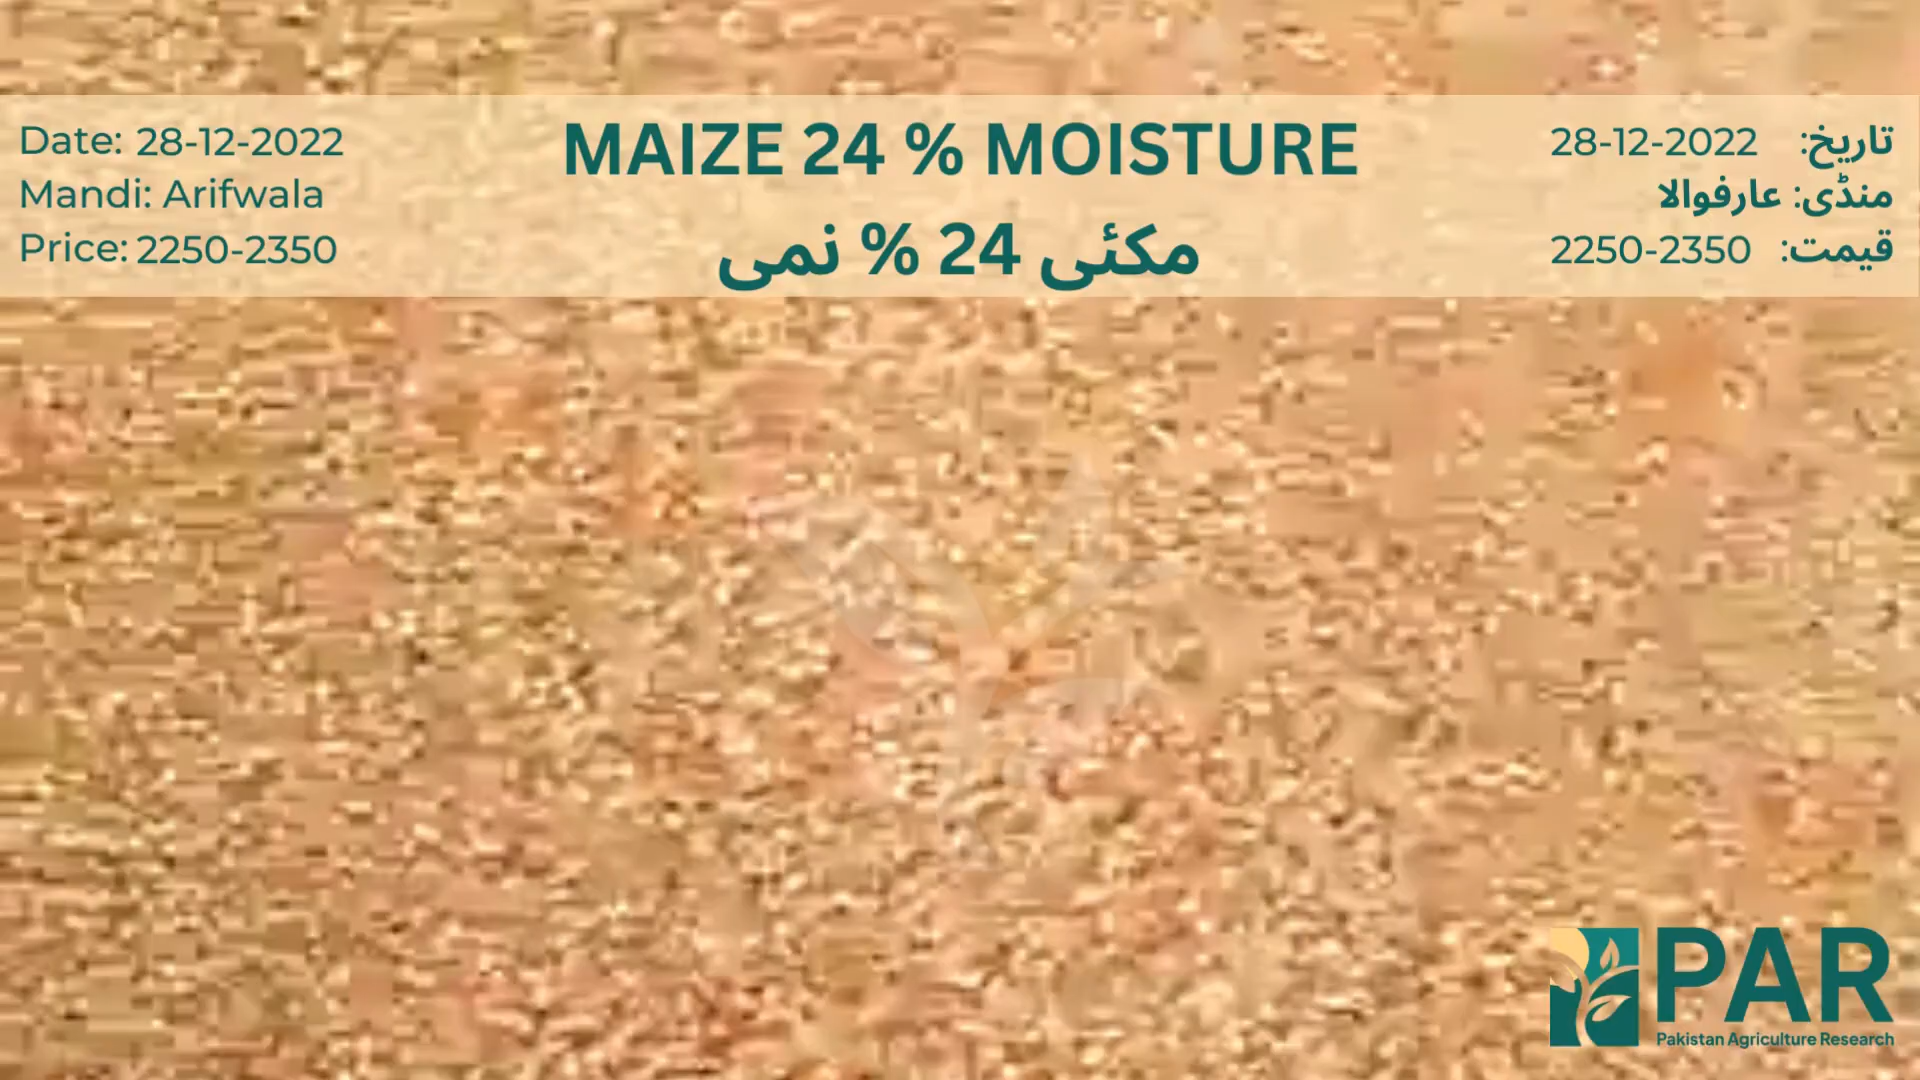 Date: 28-12-2022
Mandi: Arifwala
Price: 2250-2350
MAIZE 24 % MOISTURE
مکئی 24 % نمی
تاریخ: 28-12-2022
منڈی: عارفوالا
قیمت: 2250-2350
PAR
Pakistan Agriculture Research